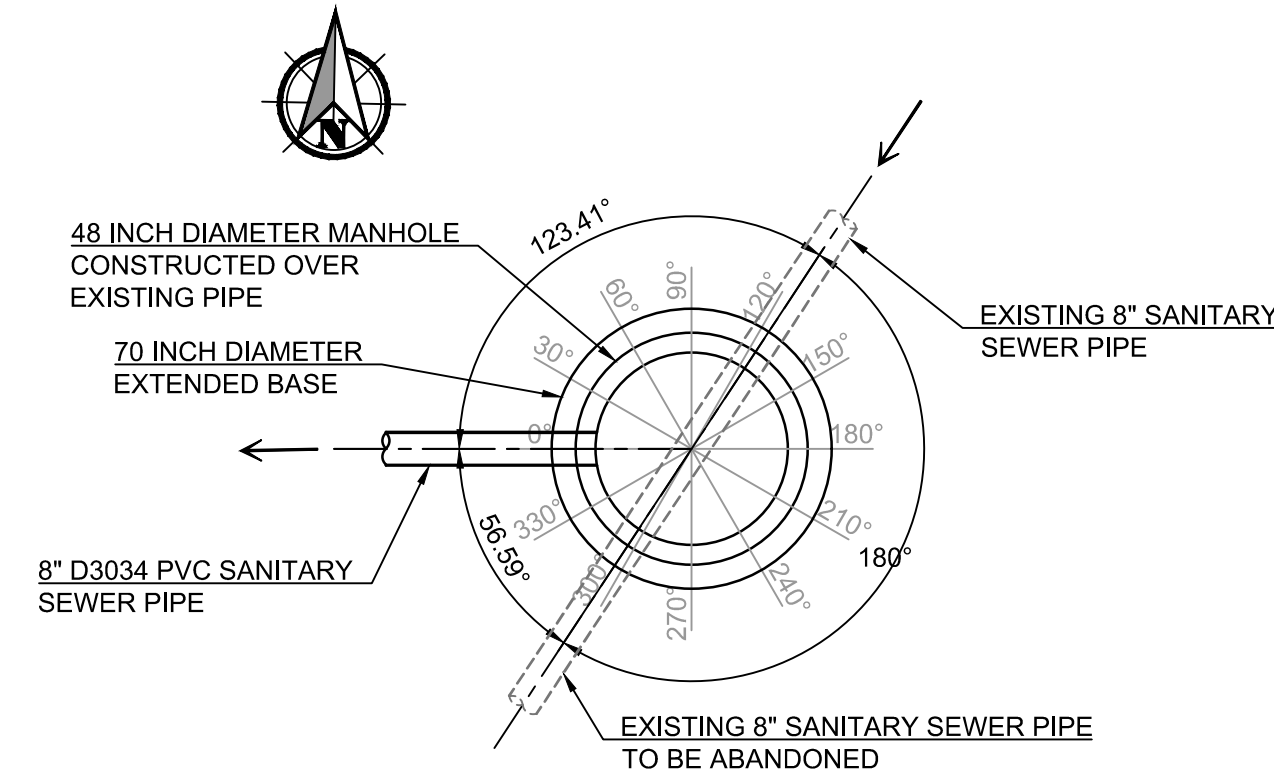 N
123.41°
48 INCH DIAMETER MANHOLE
CONSTRUCTED OVER
EXISTING PIPE
EXISTING 8" SANITARY
SEWER PIPE
70 INCH DIAMETER
EXTENDED BASE
0°
30°
60°
90°
120°
150°
180°
210°
240°
270°
300°
330°
56.59°
180°
8" D3034 PVC SANITARY
SEWER PIPE
EXISTING 8" SANITARY SEWER PIPE
TO BE ABANDONED